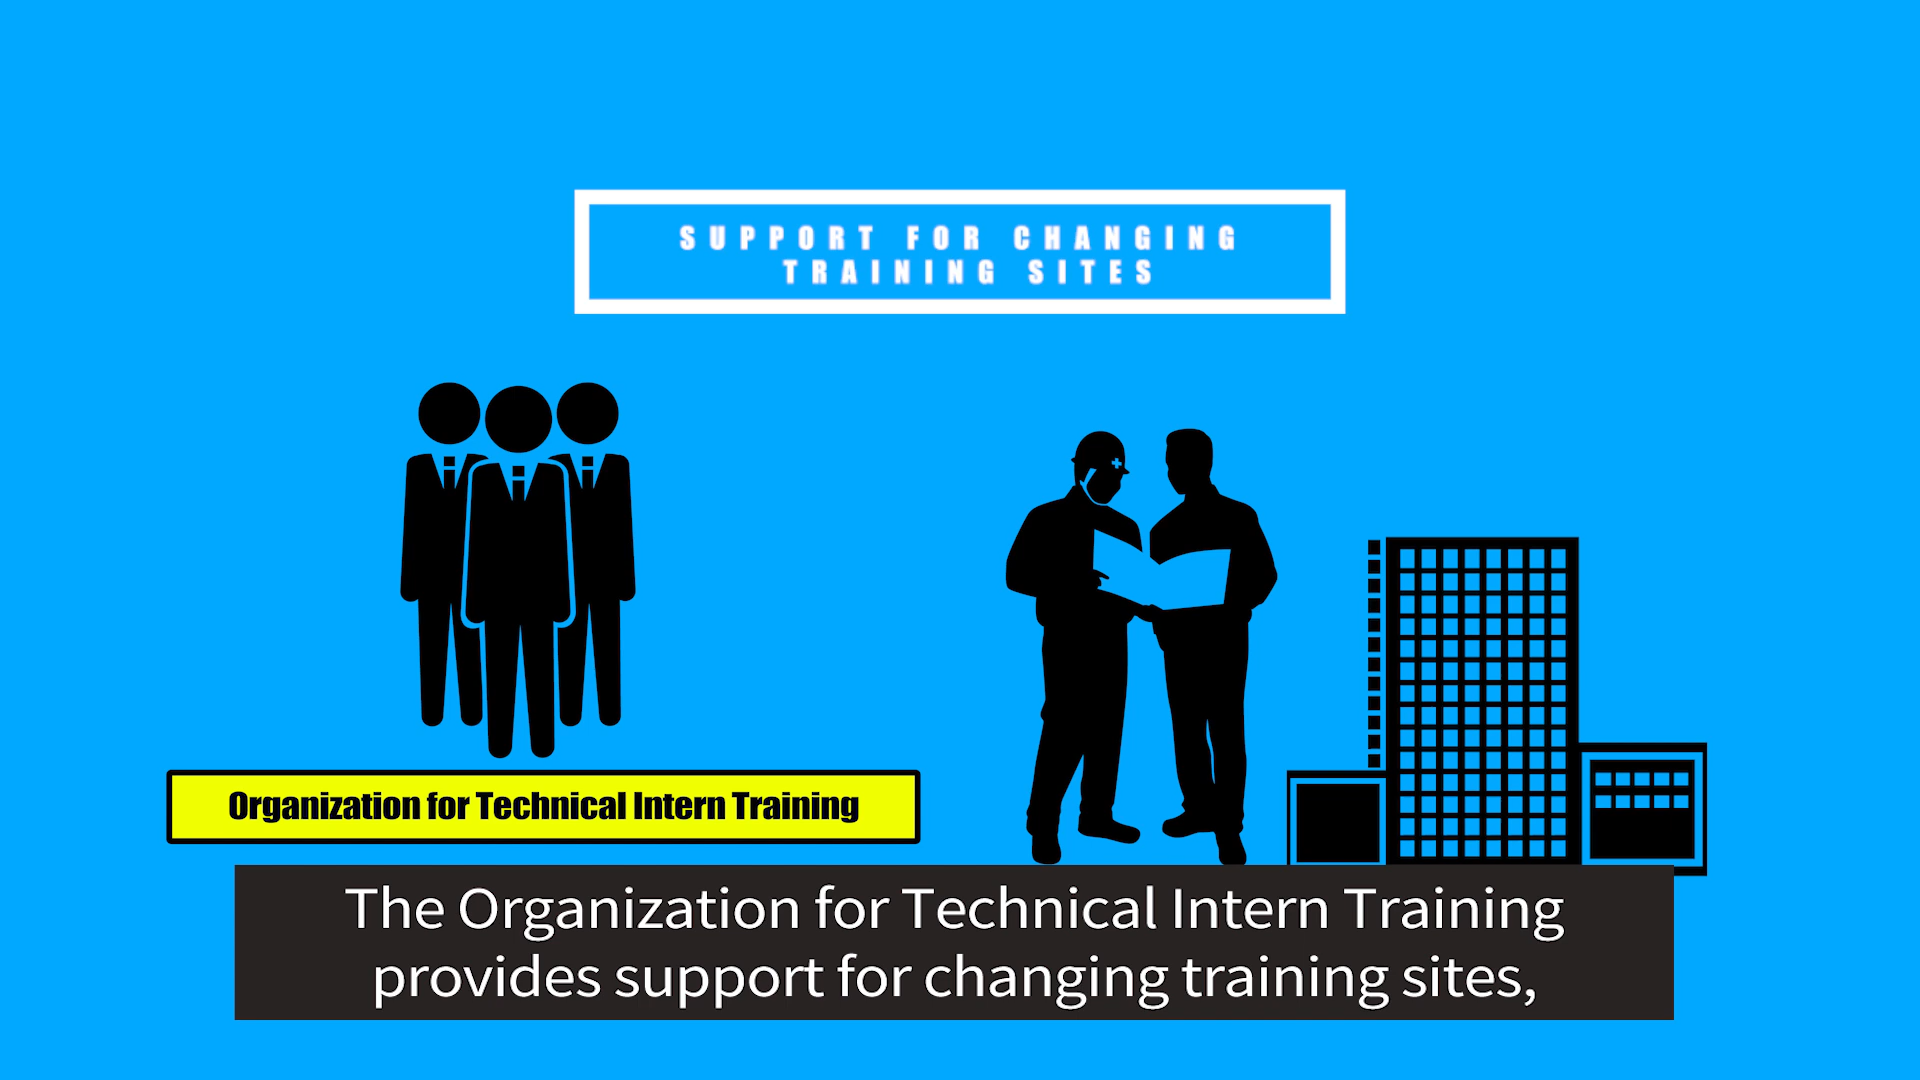 SUPPORT FOR CHANGING
TRAINING SITES
Organization for Technical Intern Training
The Organization for Technical Intern Training
provides support for changing training sites,